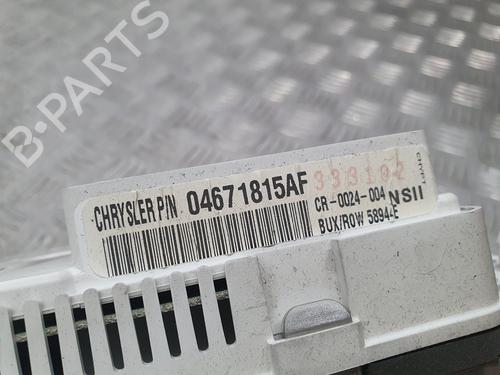 B-PARTS
CHRYSLER P/N 04671815AF 333102
CR-0024-004 NSII
BUX/ROW 5894-E